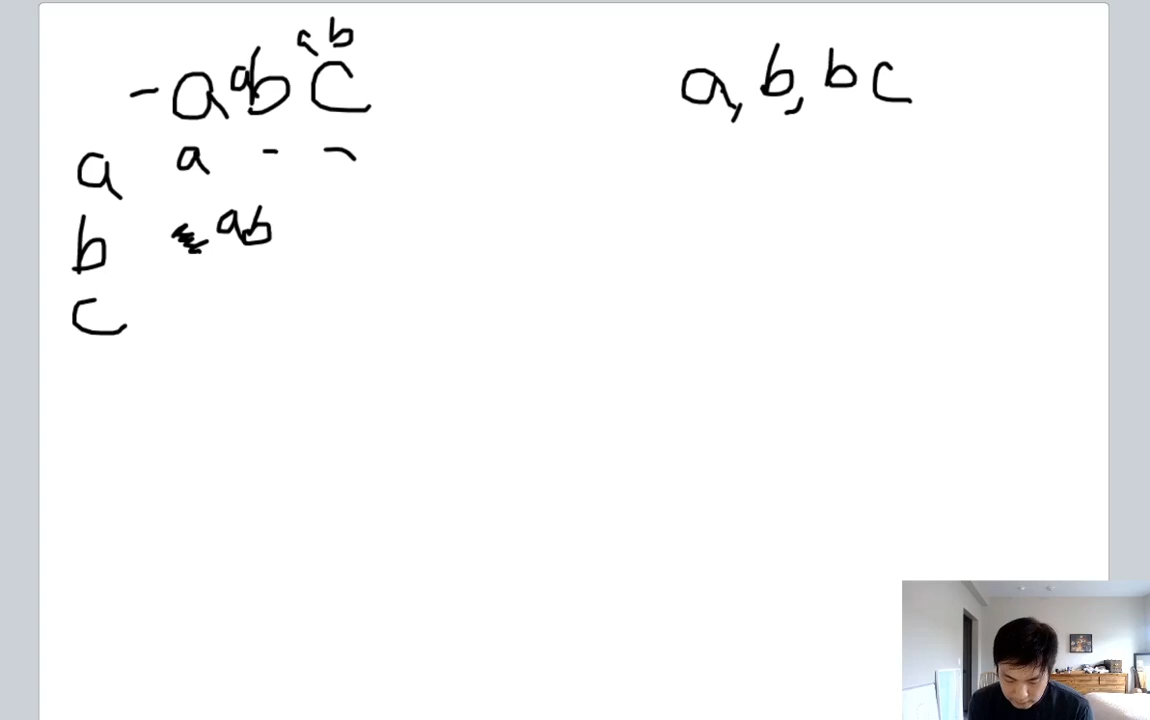 a b
- a ab c
a, b, bc
a a - -
b ab
c